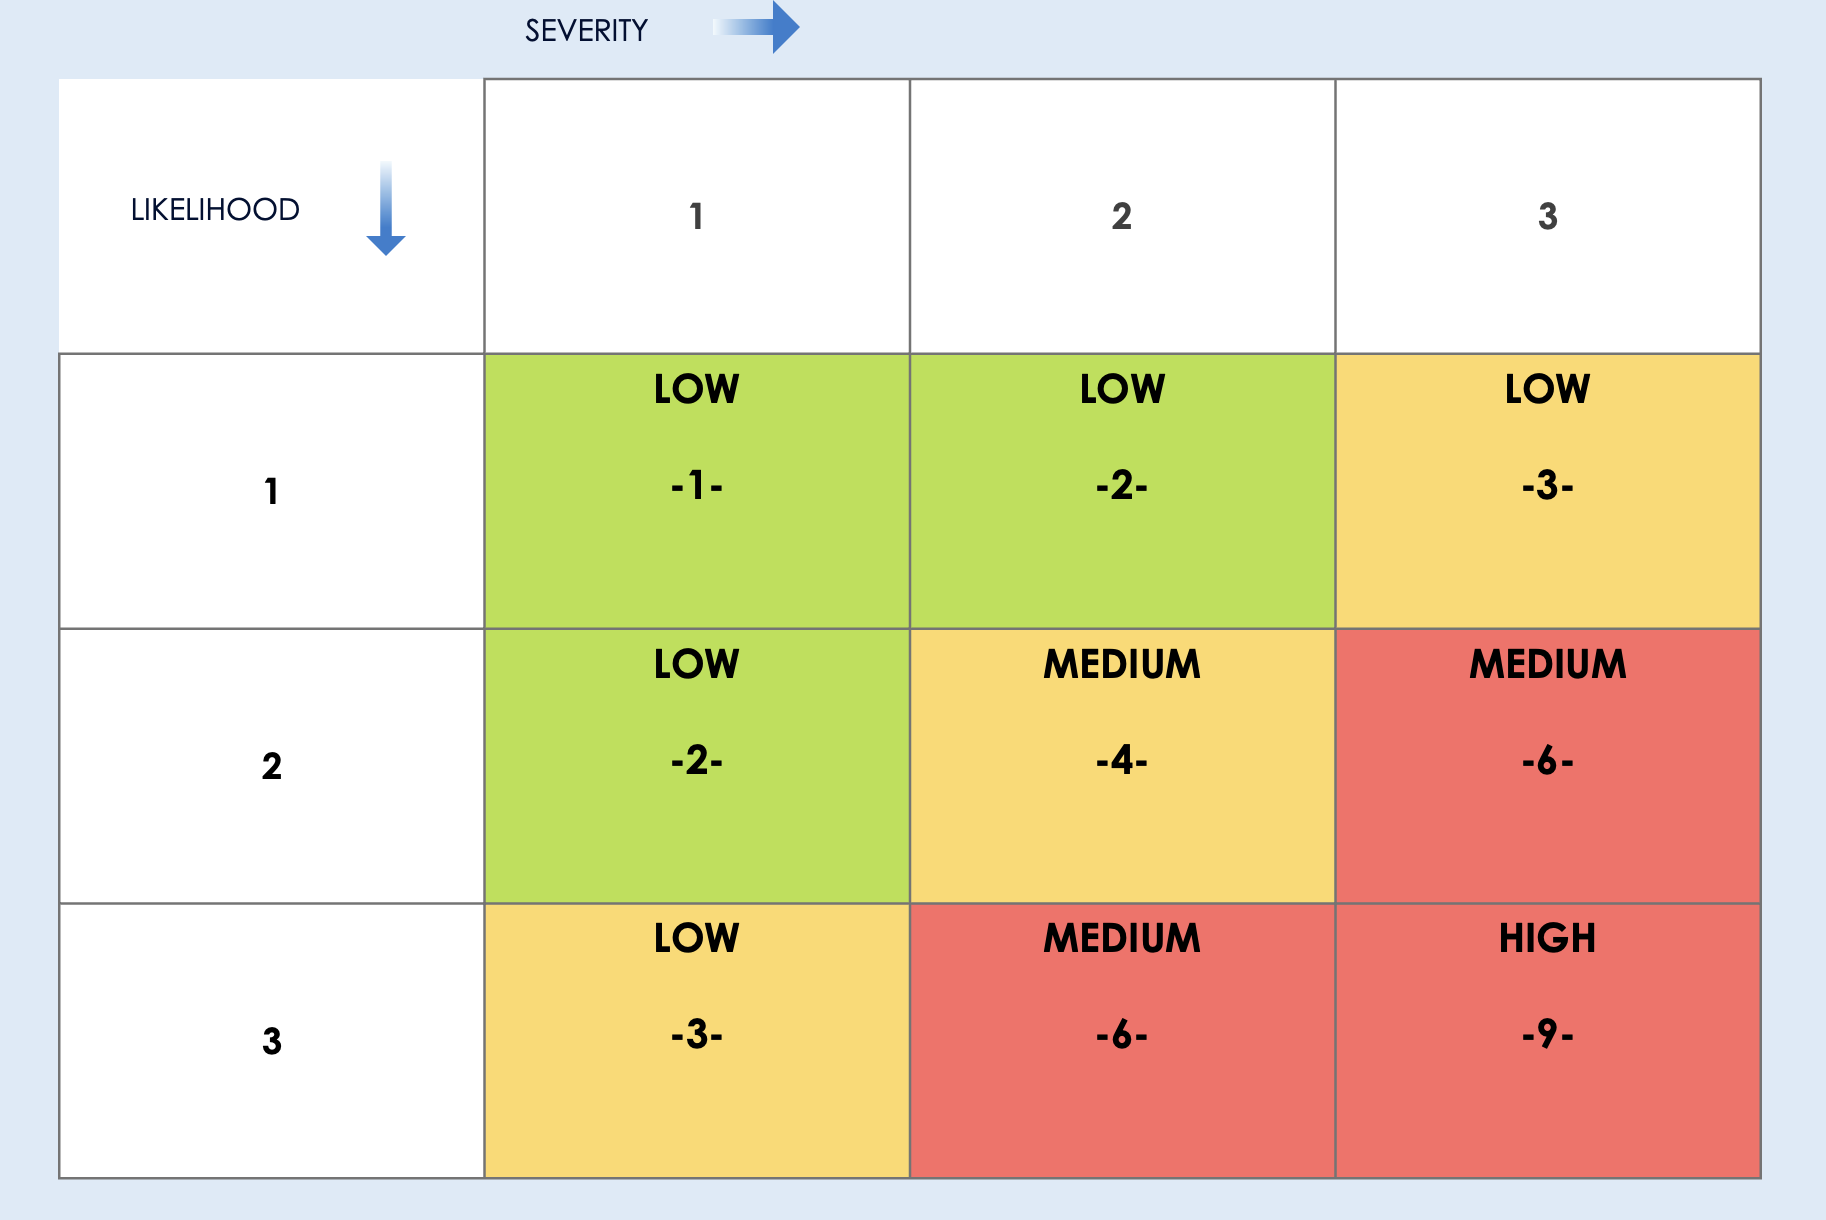 SEVERITY
LIKELIHOOD
1
2
3
1
LOW
-1-
LOW
-2-
LOW
-3-
2
LOW
-2-
MEDIUM
-4-
MEDIUM
-6-
3
LOW
-3-
MEDIUM
-6-
HIGH
-9-